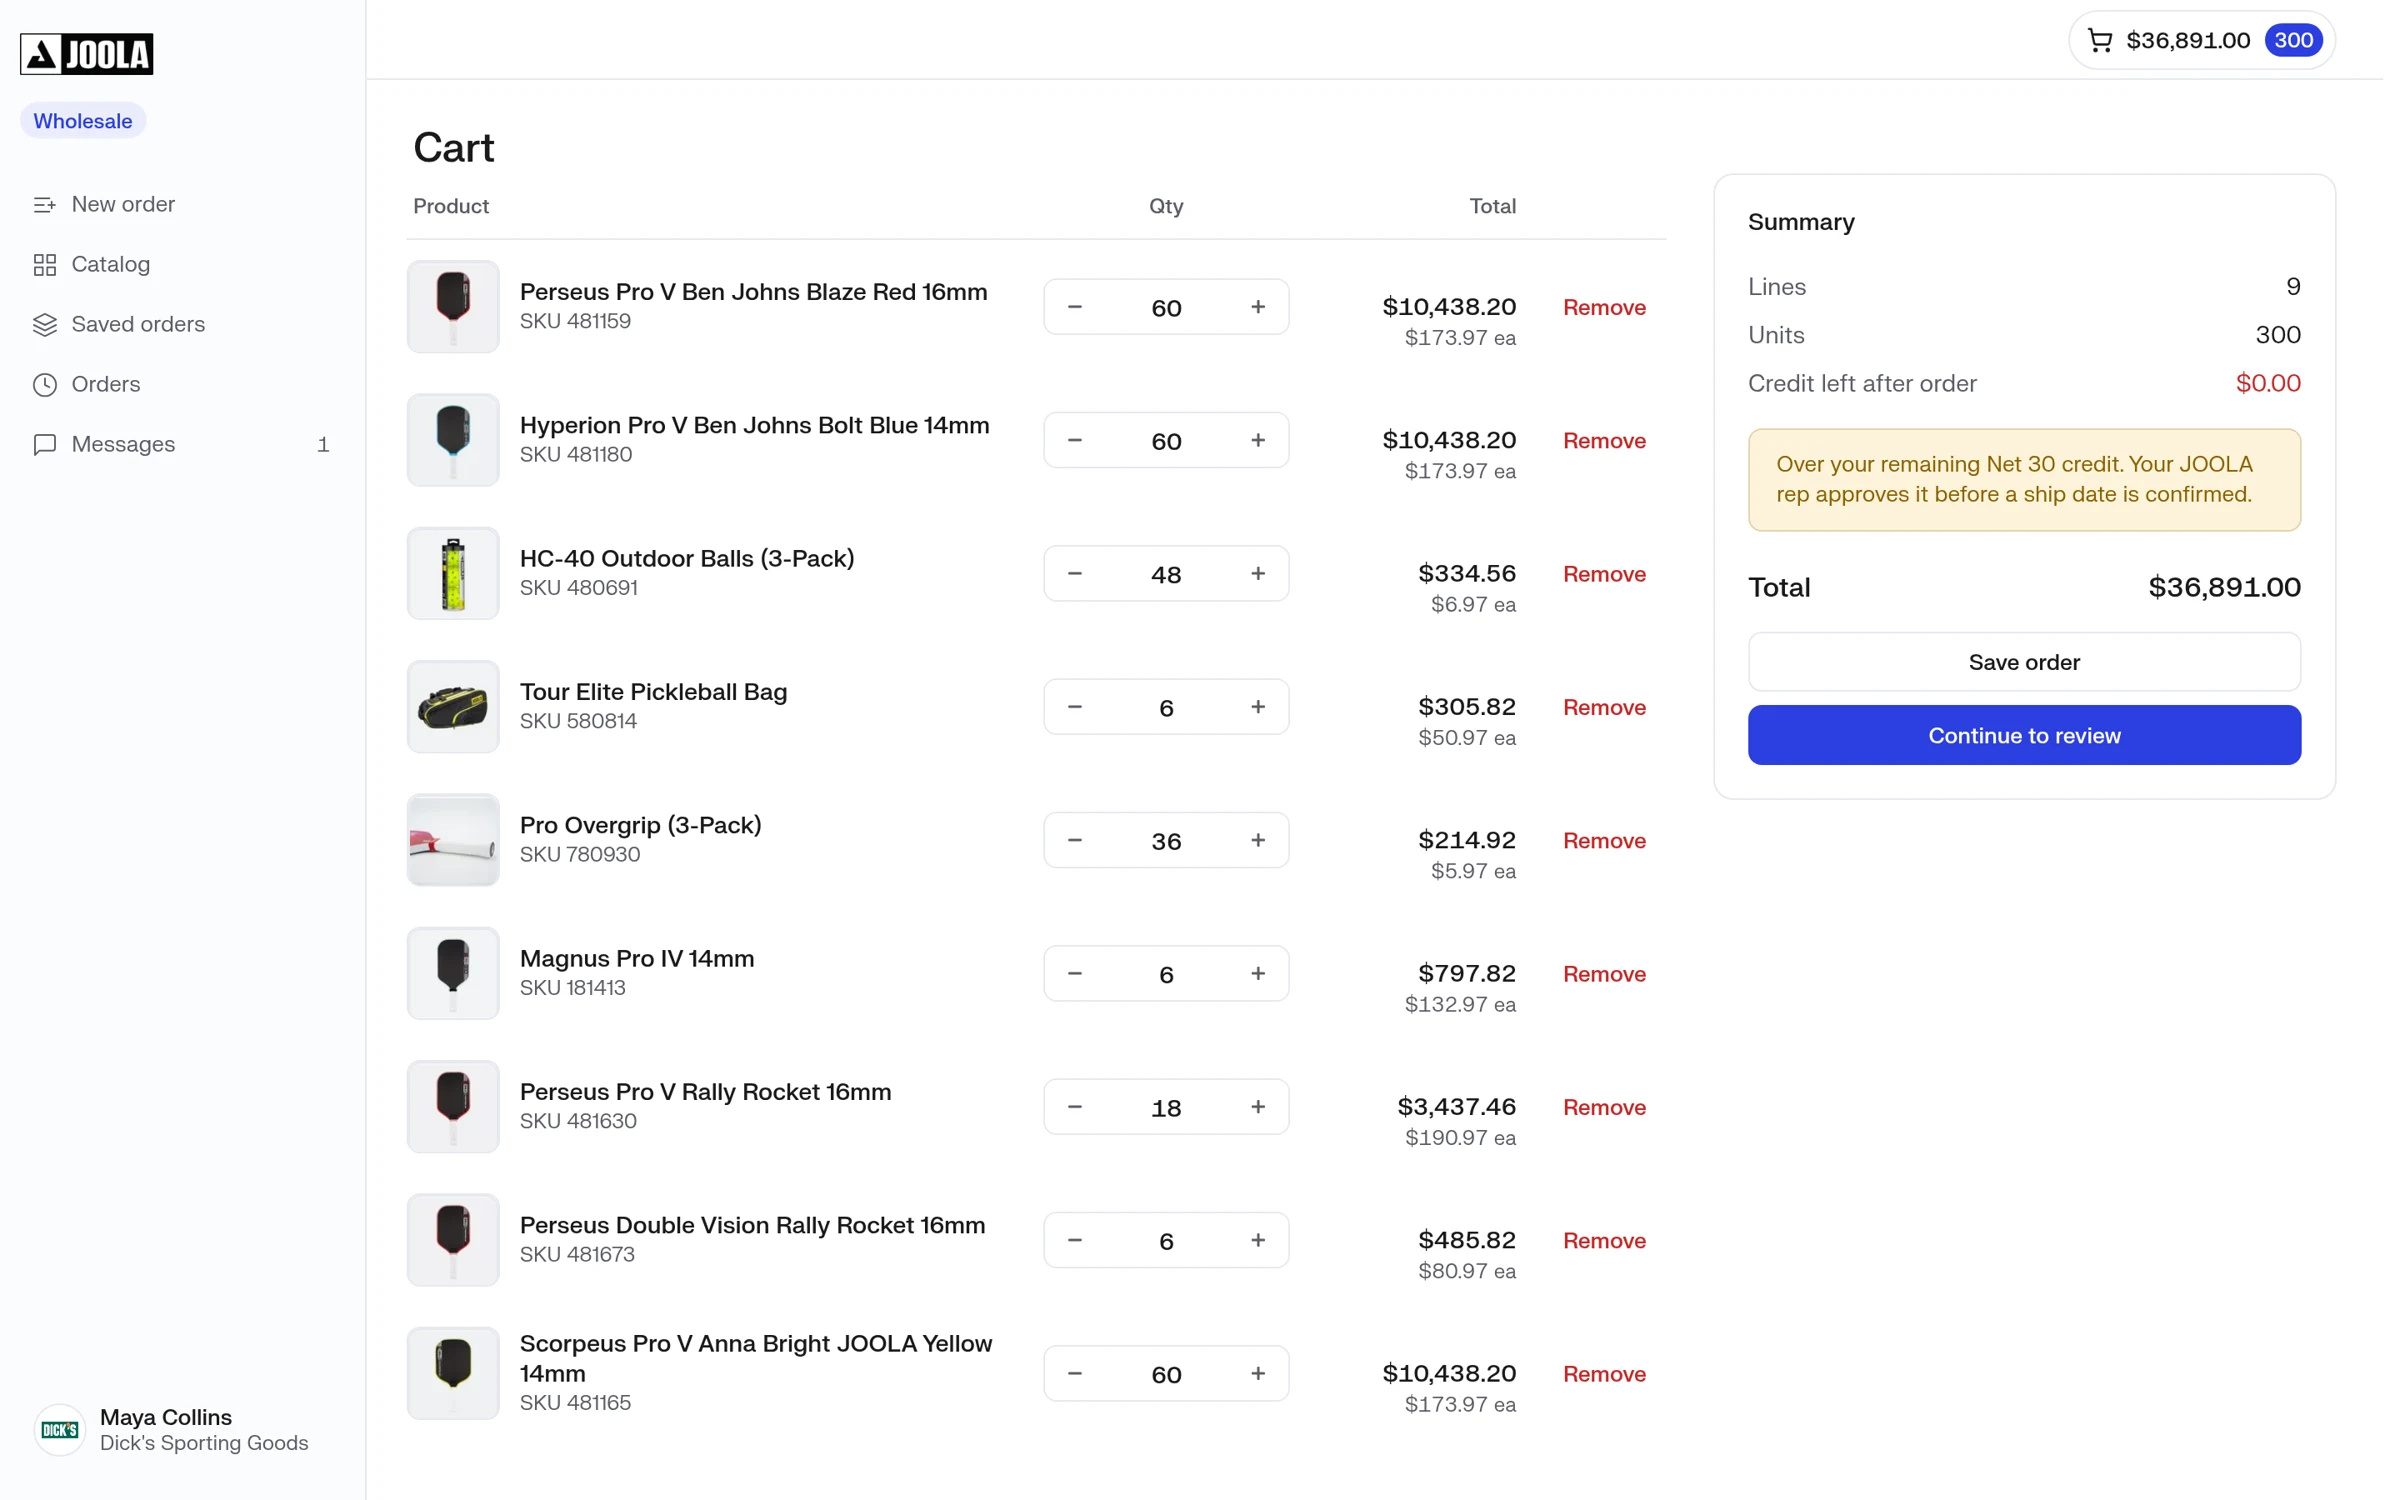 JOOLA
$36,891.00 300
Wholesale
New order
Catalog
Saved orders
Orders
Messages 1
Cart
Product Qty Total
Perseus Pro V Ben Johns Blaze Red 16mm
SKU 481159
60
$10,438.20
$173.97 ea
Remove
Hyperion Pro V Ben Johns Bolt Blue 14mm
SKU 481180
60
$10,438.20
$173.97 ea
Remove
HC-40 Outdoor Balls (3-Pack)
SKU 480691
48
$334.56
$6.97 ea
Remove
Tour Elite Pickleball Bag
SKU 580814
6
$305.82
$50.97 ea
Remove
Pro Overgrip (3-Pack)
SKU 780930
36
$214.92
$5.97 ea
Remove
Magnus Pro IV 14mm
SKU 181413
6
$797.82
$132.97 ea
Remove
Perseus Pro V Rally Rocket 16mm
SKU 481630
18
$3,437.46
$190.97 ea
Remove
Perseus Double Vision Rally Rocket 16mm
SKU 481673
6
$485.82
$80.97 ea
Remove
Scorpeus Pro V Anna Bright JOOLA Yellow
14mm
SKU 481165
60
$10,438.20
$173.97 ea
Remove
Summary
Lines 9
Units 300
Credit left after order $0.00
Over your remaining Net 30 credit. Your JOOLA
rep approves it before a ship date is confirmed.
Total $36,891.00
Save order
Continue to review
DICK'S
Maya Collins
Dick's Sporting Goods